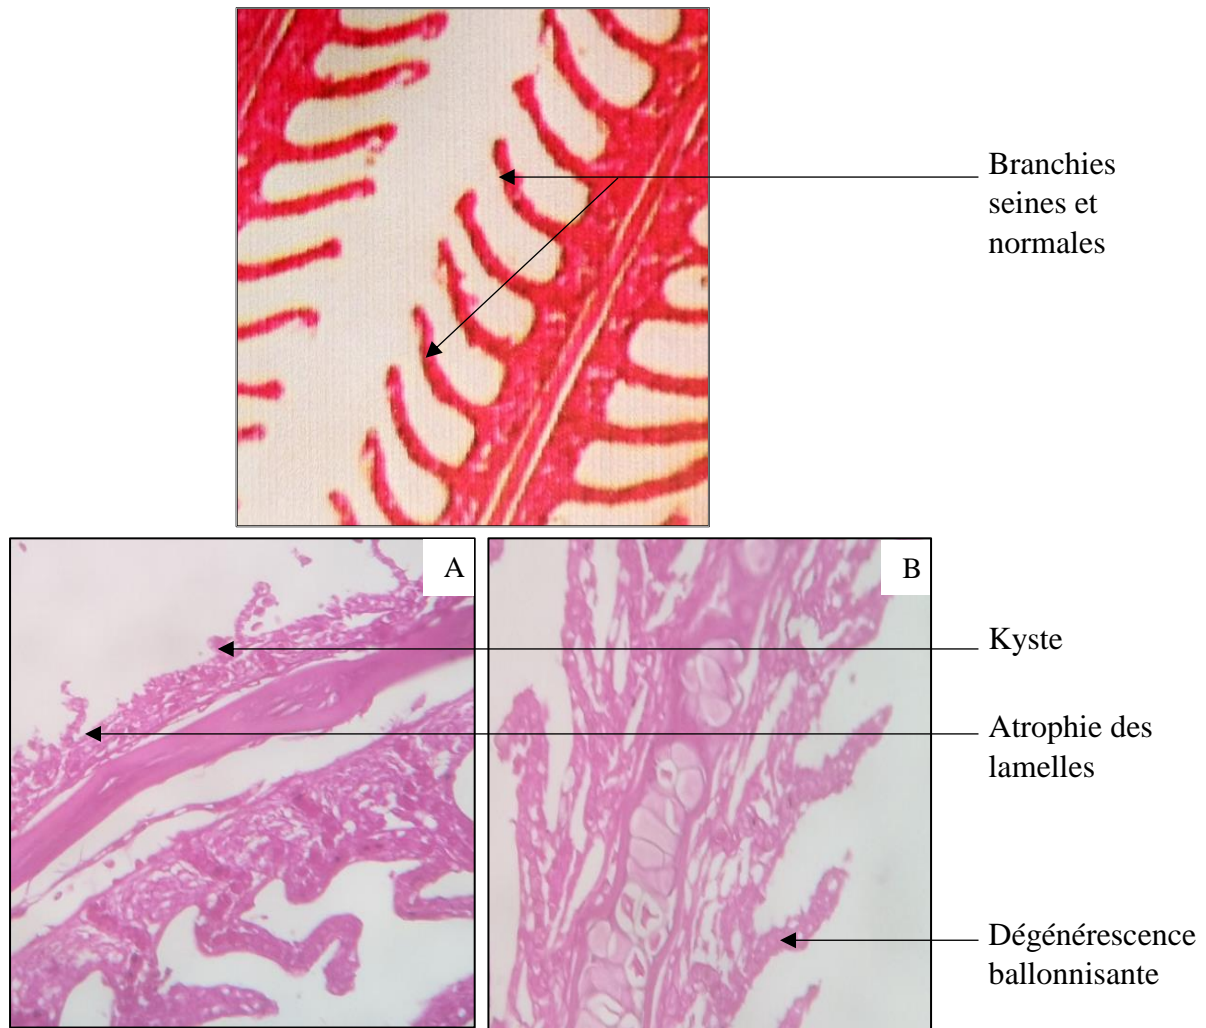 Branchies
seines et
normales
A
B
Kyste
Atrophie des
lamelles
Dégénérescence
ballonnisante